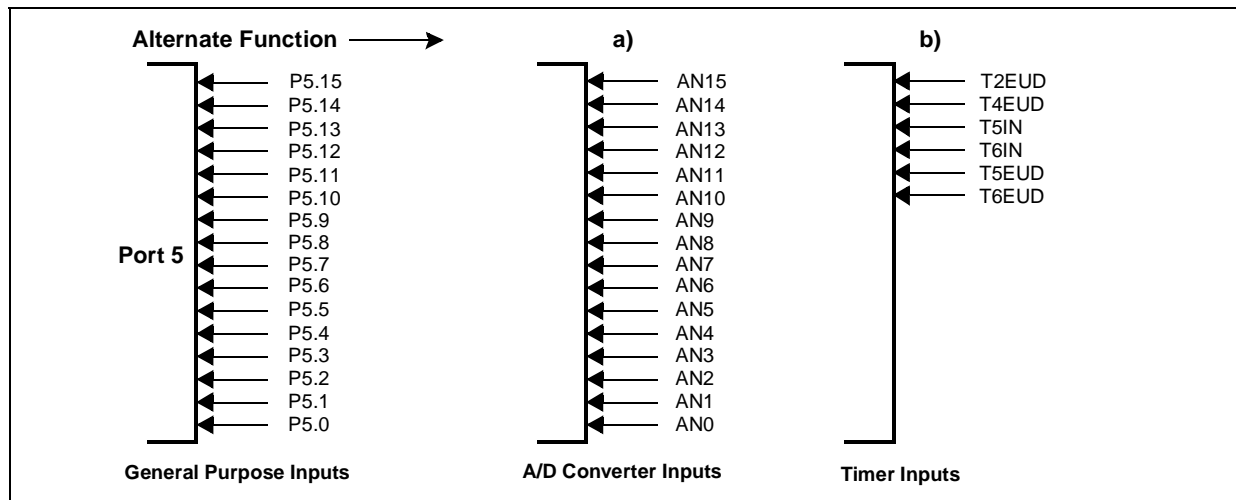 Alternate Function a) b)
P5.15 AN15 T2EUD
P5.14 AN14 T4EUD
P5.13 AN13 T5IN
P5.12 AN12 T6IN
P5.11 AN11 T5EUD
P5.10 AN10 T6EUD
P5.9 AN9
P5.8 AN8
Port 5
P5.7 AN7
P5.6 AN6
P5.5 AN5
P5.4 AN4
P5.3 AN3
P5.2 AN2
P5.1 AN1
P5.0 AN0
General Purpose Inputs A/D Converter Inputs Timer Inputs